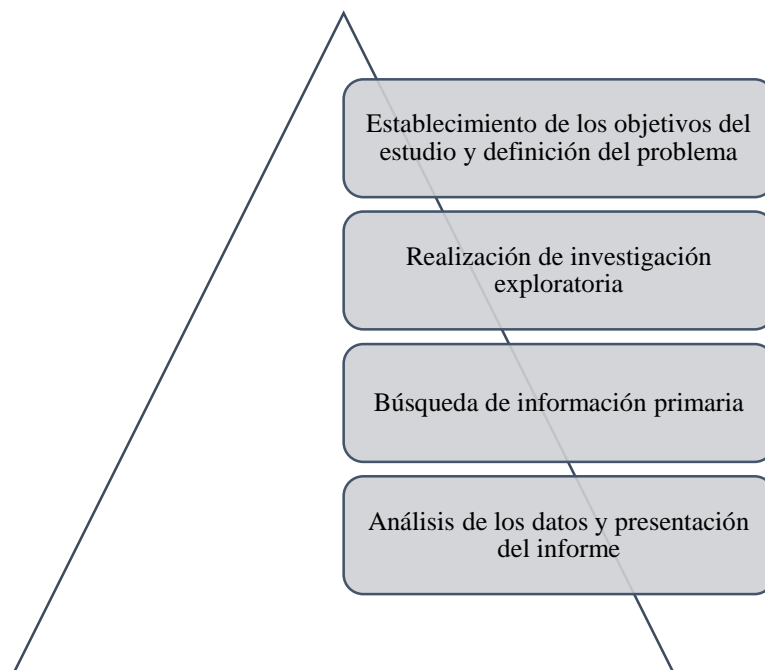 Establecimiento de los objetivos del
estudio y definición del problema
Realización de investigación
exploratoria
Búsqueda de información primaria
Análisis de los datos y presentación
del informe